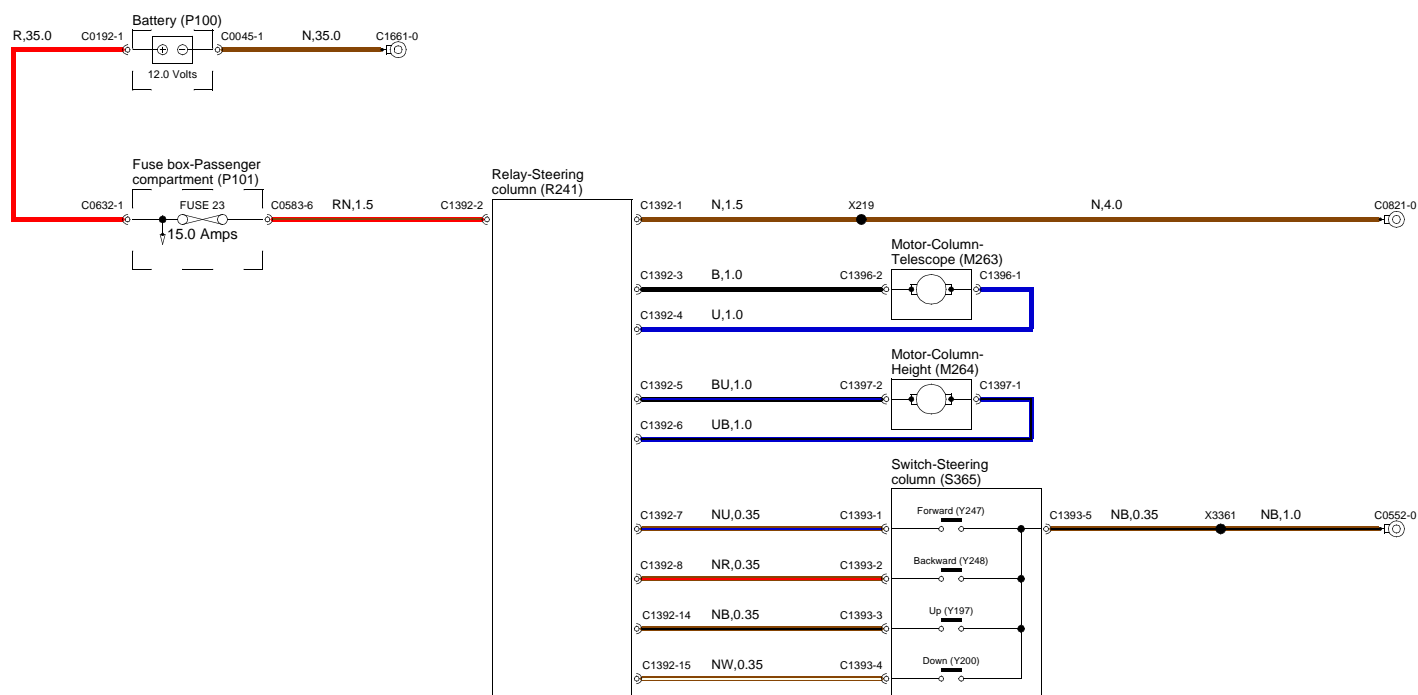 Battery (P100)
R,35.0
C0192-1
C0045-1
N,35.0
C1661-0
12.0 Volts
Fuse box-Passenger
compartment (P101)
C0632-1
FUSE 23
C0583-6
RN,1.5
C1392-2
15.0 Amps
Relay-Steering
column (R241)
C1392-1
N,1.5
X219
N,4.0
C0821-0
Motor-Column-
Telescope (M263)
C1392-3
B,1.0
C1396-2
C1396-1
C1392-4
U,1.0
Motor-Column-
Height (M264)
C1392-5
BU,1.0
C1397-2
C1397-1
C1392-6
UB,1.0
Switch-Steering
column (S365)
C1392-7
NU,0.35
C1393-1
Forward (Y247)
C1393-5
NB,0.35
X3361
NB,1.0
C0552-0
C1392-8
NR,0.35
C1393-2
Backward (Y248)
C1392-14
NB,0.35
C1393-3
Up (Y197)
C1392-15
NW,0.35
C1393-4
Down (Y200)